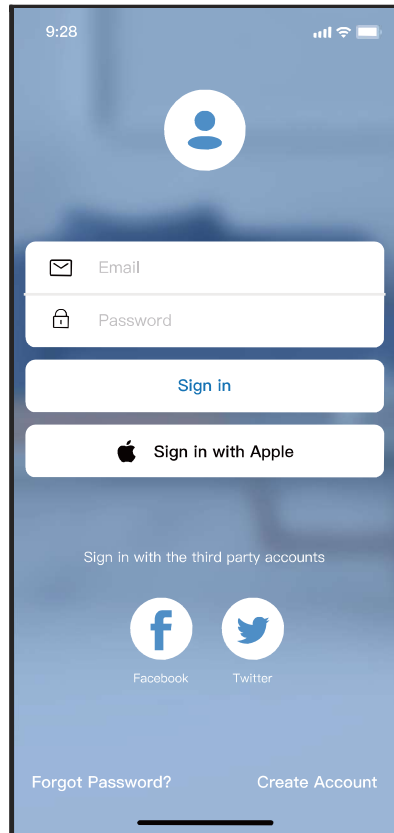 9:28
Email
Password
Sign in
Sign in with Apple
Sign in with the third party accounts
Facebook Twitter
Forgot Password? Create Account